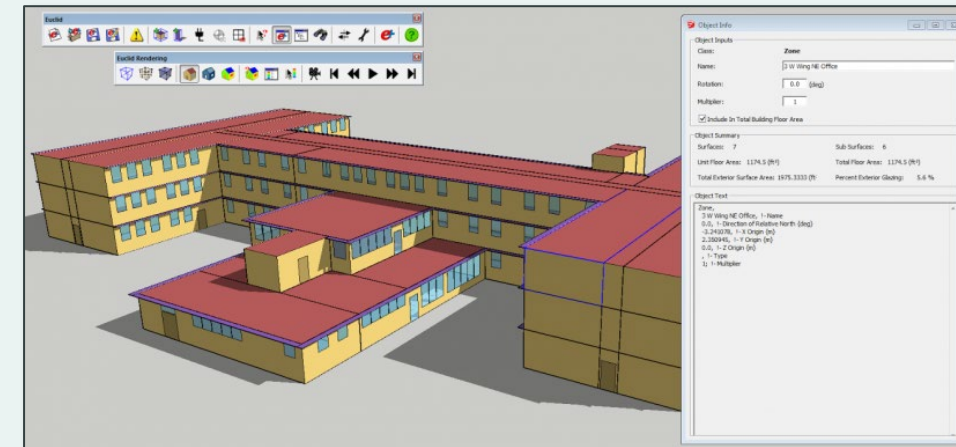 Euclid
Euclid Rendering
Object Info
Object Inputs
Class: Zone
Name: 3 W Wing NE Office
Rotation: 0.0 (deg)
Multiplier: 1
Include In Total Building Floor Area
Object Summary
Surfaces: 7 Sub Surfaces: 6
Unit Floor Area: 1174.5 (ft²) Total Floor Area: 1174.5 (ft²)
Total Exterior Surface Area: 1975.3333 (ft Percent Exterior Glazing: 5.6 %
Object Text
Zone,
3 W Wing NE Office, !- Name
0.0, !- Direction of Relative North {deg}
-3.241078, !- X Origin {m}
2.350945, !- Y Origin {m}
0.0, !- Z Origin {m}
, !- Type
1; !- Multiplier